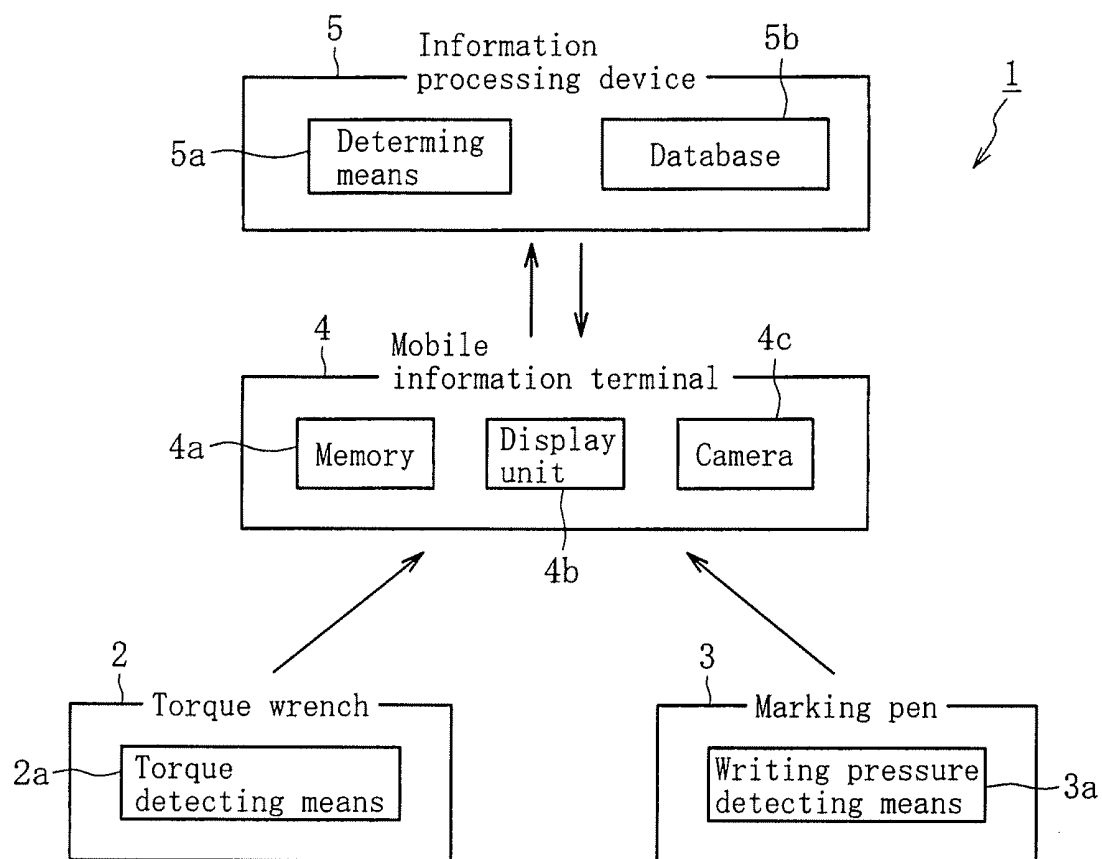 5
Information
processing device
5b
1
5a
Determing
means
Database
4
Mobile
information terminal
4c
4a
Memory
Display
unit
Camera
4b
2
Torque wrench
3
Marking pen
2a
Torque
detecting means
Writing pressure
detecting means
3a